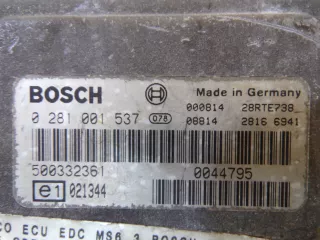 BOSCH Made in Germany
000814 28RTE738
0 281 001 537 078 08814 2816 6941
500332361 0044795
e1 021344
CO ECU EDC MS6.3 BOSCH